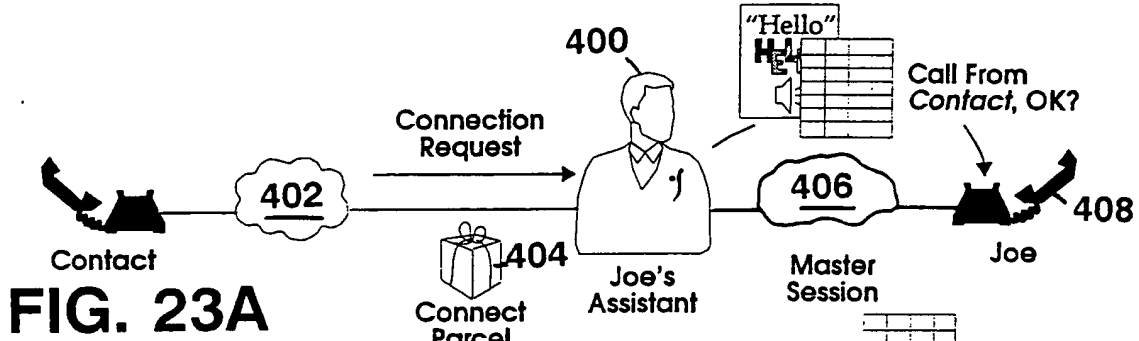 "Hello"
400
Call From
Contact, OK?
Connection
Request
402
406
408
Contact
404
Joe's
Assistant
Master
Session
Joe
FIG. 23A
Connect
Parcel